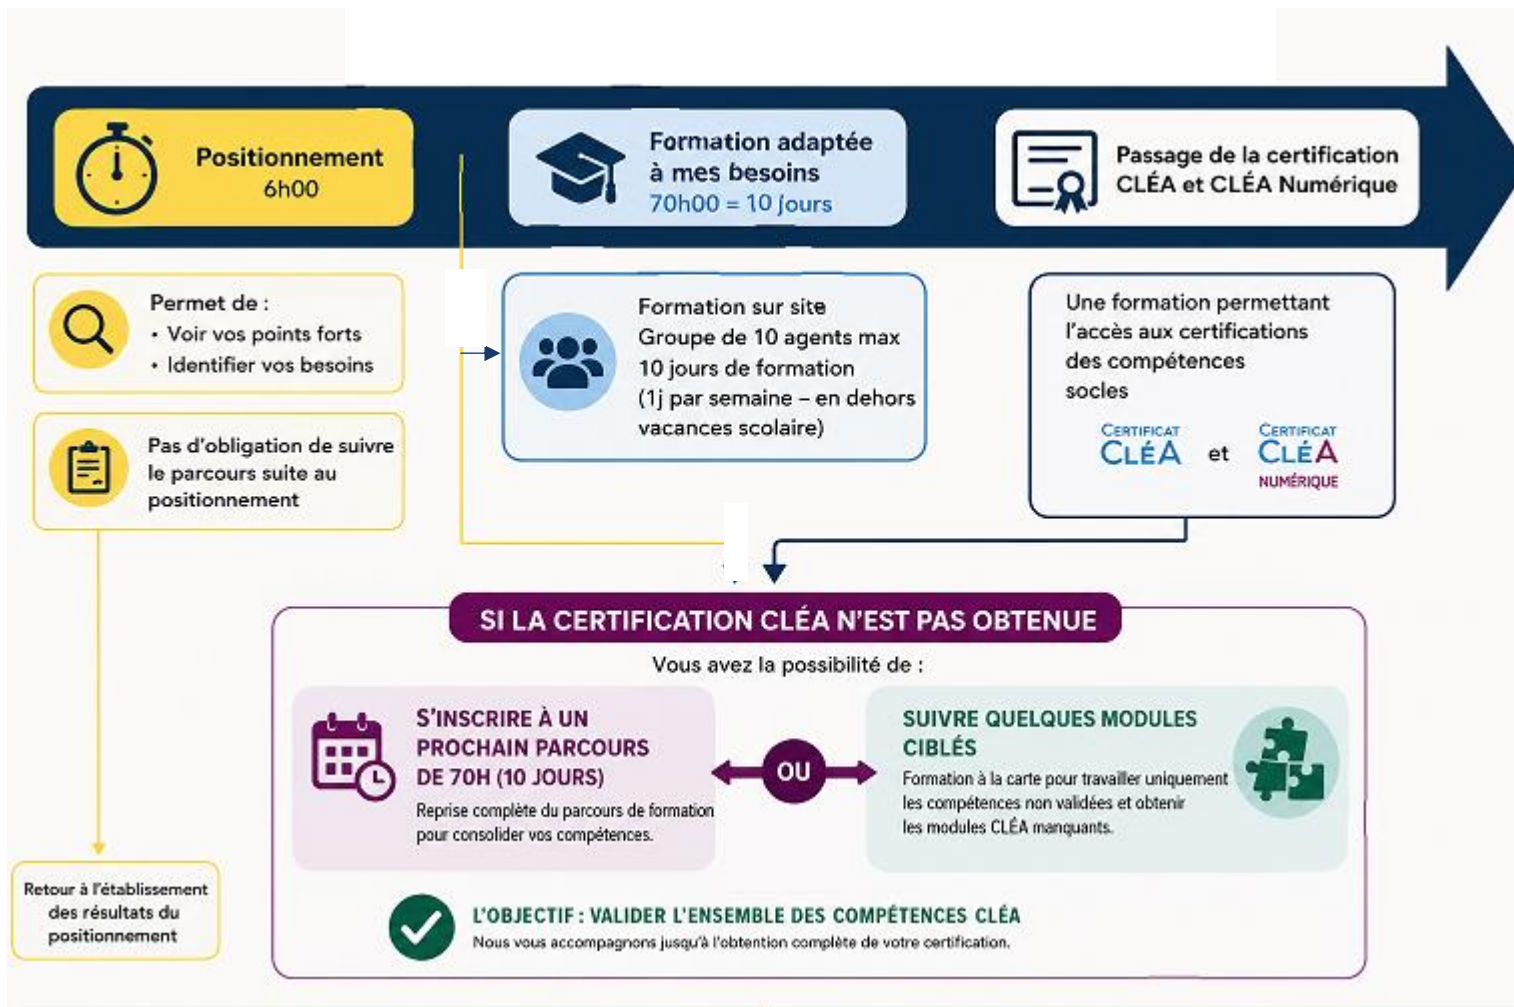 Positionnement
6h00
Formation adaptée
à mes besoins
70h00 = 10 jours
Passage de la certification
CLÉA et CLÉA Numérique
Permet de :
• Voir vos points forts
• Identifier vos besoins
Pas d'obligation de suivre
le parcours suite au
positionnement
Formation sur site
Groupe de 10 agents max
10 jours de formation
(1j par semaine – en dehors
vacances scolaire)
Une formation permettant
l'accès aux certifications
des compétences
socles
CERTIFICAT
CLÉA
et
CERTIFICAT
CLÉA
NUMÉRIQUE
SI LA CERTIFICATION CLÉA N'EST PAS OBTENUE
Vous avez la possibilité de :
S'INSCRIRE À UN
PROCHAIN PARCOURS
DE 70H (10 JOURS)
Reprise complète du parcours de formation
pour consolider vos compétences.
OU
SUIVRE QUELQUES MODULES
CIBLÉS
Formation à la carte pour travailler uniquement
les compétences non validées et obtenir
les modules CLÉA manquants.
Retour à l'établissement
des résultats du
positionnement
L'OBJECTIF : VALIDER L'ENSEMBLE DES COMPÉTENCES CLÉA
Nous vous accompagnons jusqu'à l'obtention complète de votre certification.